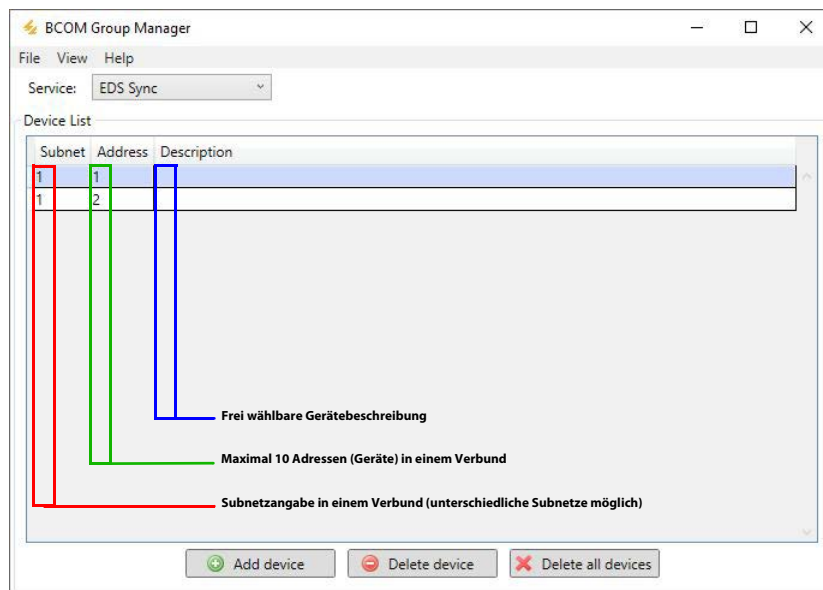 BCOM Group Manager
File View Help
Service: EDS Sync
Device List
Subnet Address Description
1 1
1 2
Frei wählbare Gerätebeschreibung
Maximal 10 Adressen (Geräte) in einem Verbund
Subnetzangabe in einem Verbund (unterschiedliche Subnetze möglich)
Add device Delete device Delete all devices